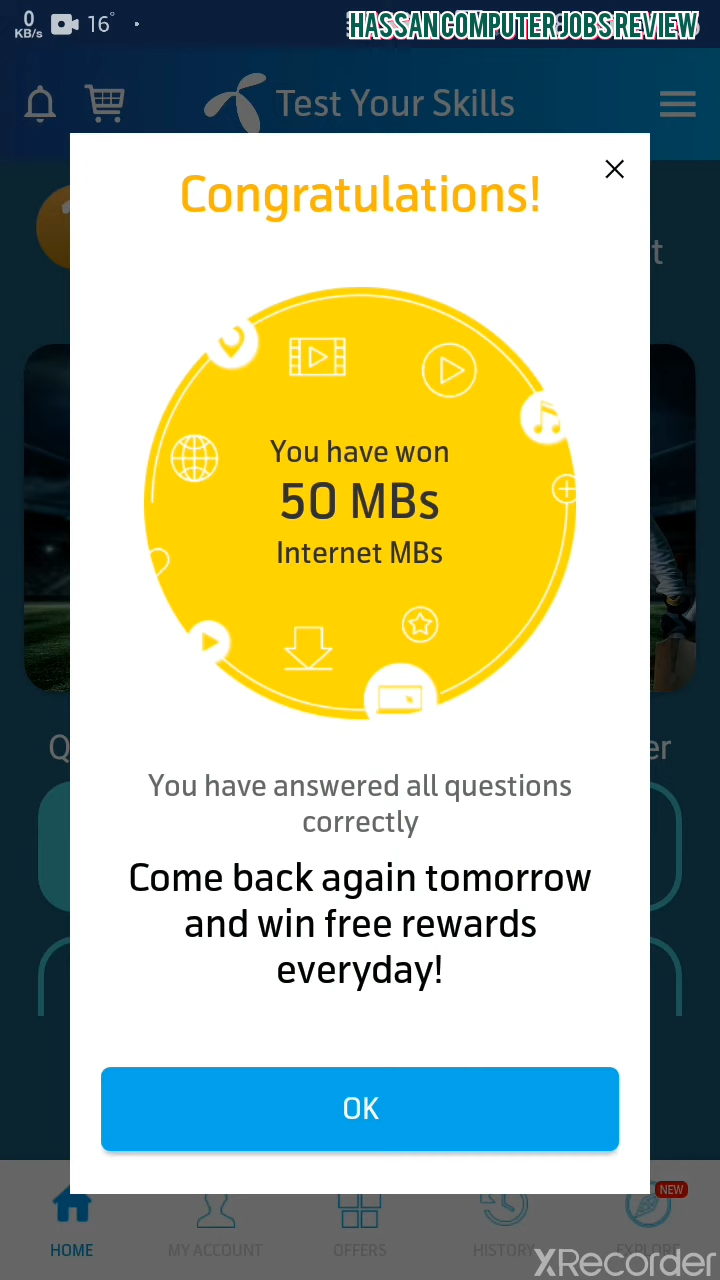 0
KB/s
16°
HASSAN COMPUTER JOBS REVIEW
Test Your Skills
Congratulations!
t
You have won
50 MBs
Internet MBs
Q
er
You have answered all questions
correctly
Come back again tomorrow
and win free rewards
everyday!
OK
NEW
HOME
MY ACCOUNT
OFFERS
HISTORY
EXPLORE
XRecorder